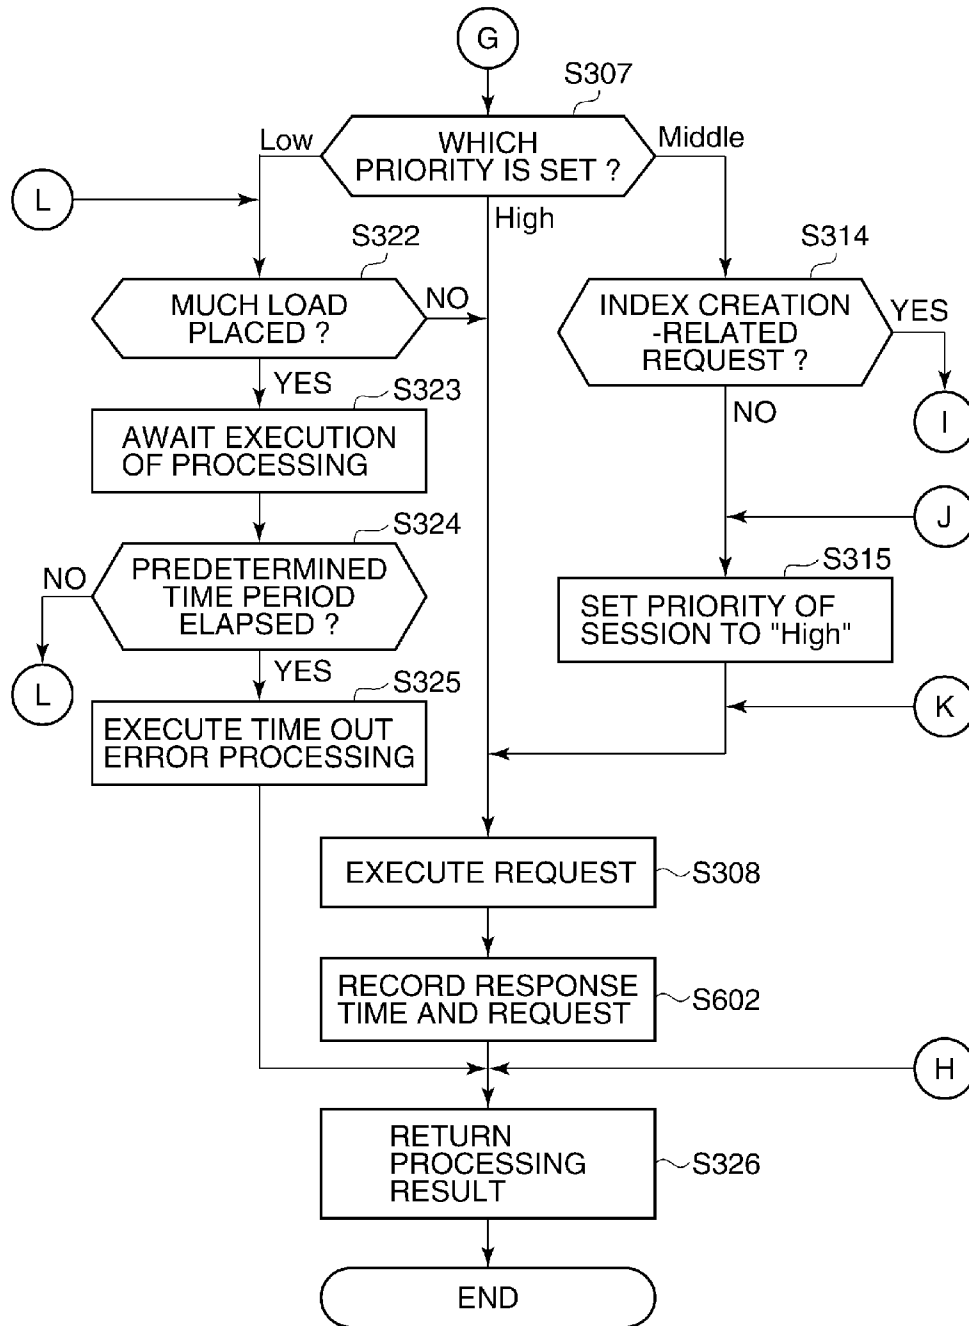 G
S307
WHICH
PRIORITY IS SET ?
Low
Middle
High
L
S322
MUCH LOAD
PLACED ?
NO
YES
S314
INDEX CREATION
-RELATED
REQUEST ?
YES
NO
I
S323
AWAIT EXECUTION
OF PROCESSING
J
S324
PREDETERMINED
TIME PERIOD
ELAPSED ?
NO
YES
L
S315
SET PRIORITY OF
SESSION TO "High"
K
S325
EXECUTE TIME OUT
ERROR PROCESSING
EXECUTE REQUEST
S308
RECORD RESPONSE
TIME AND REQUEST
S602
H
RETURN
PROCESSING
RESULT
S326
END